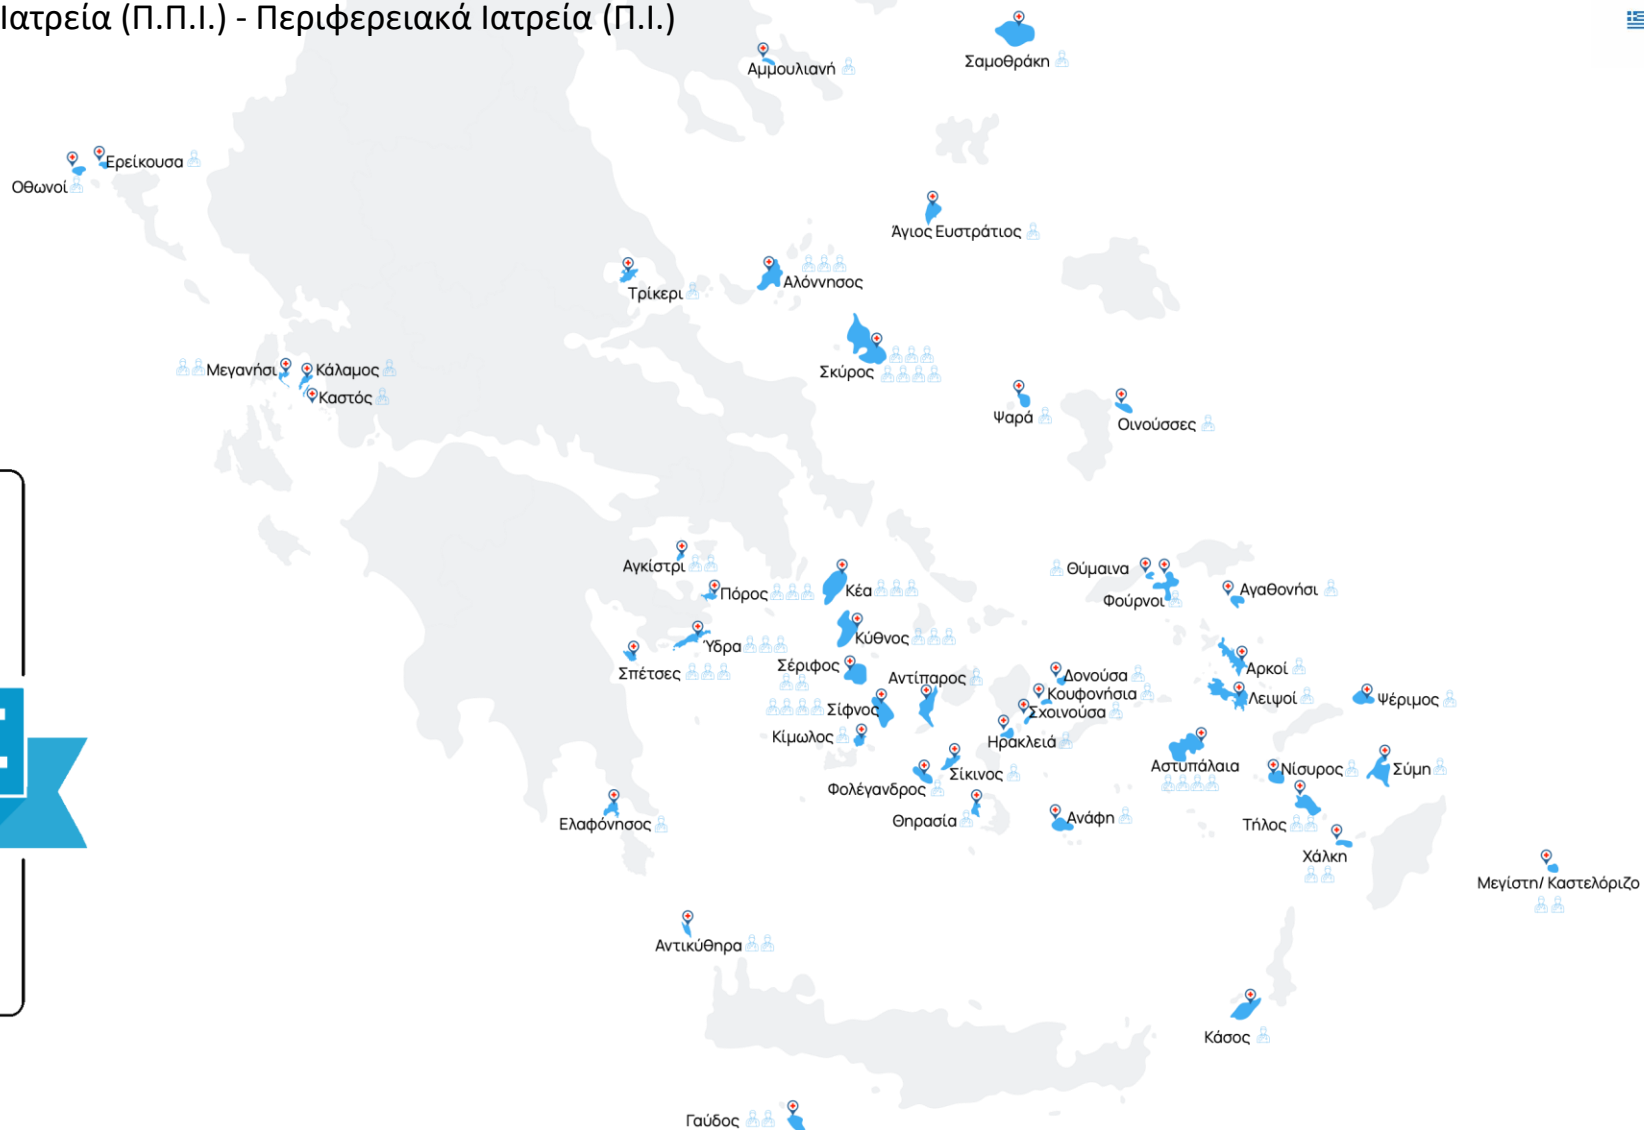 Ιατρεία (Π.Π.Ι.) - Περιφερειακά Ιατρεία (Π.Ι.)
Σαμοθράκη
Αμμουλιανή
Ερείκουσα
Οθωνοί
Άγιος Ευστράτιος
Αλόννησος
Τρίκερι
Μεγανήσι
Κάλαμος
Σκύρος
Καστός
Ψαρά
Οινούσσες
Αγκίστρι
Θύμαινα
Πόρος
Κέα
Αγαθονήσι
Φούρνοι
Κύθνος
Ύδρα
Σέριφος
Αρκοί
Σπέτσες
Αντίπαρος
Δονούσα
Κουφονήσια
Λειψοί
Ψέριμος
Σίφνος
Σχοινούσα
Κίμωλος
Ηρακλειά
Αστυπάλαια
Νίσυρος
Σύμη
Σίκινος
Φολέγανδρος
Ανάφη
Θηρασία
Ελαφόνησος
Τήλος
Χάλκη
Μεγίστη/ Καστελόριζο
Αντικύθηρα
Κάσος
Γαύδος